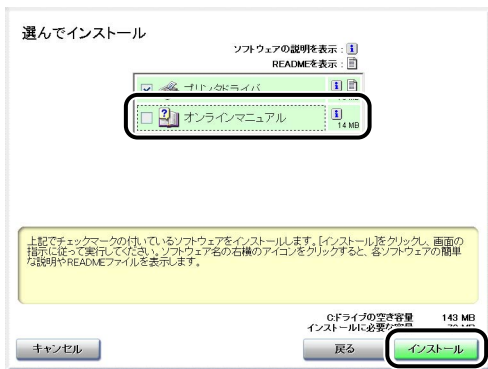 選んでインストール
ソフトウェアの説明を表示：
READMEを表示：
プリンタドライバ
オンラインマニュアル
14 MB
上記でチェックマークの付いているソフトウェアをインストールします。[インストール]をクリックし、画面の
指示に従って実行してください。ソフトウェア名の右横のアイコンをクリックすると、各ソフトウェアの簡単
な説明やREADMEファイルを表示します。
C:ドライブの空き容量 143 MB
インストールに必要な容量
キャンセル
戻る
インストール